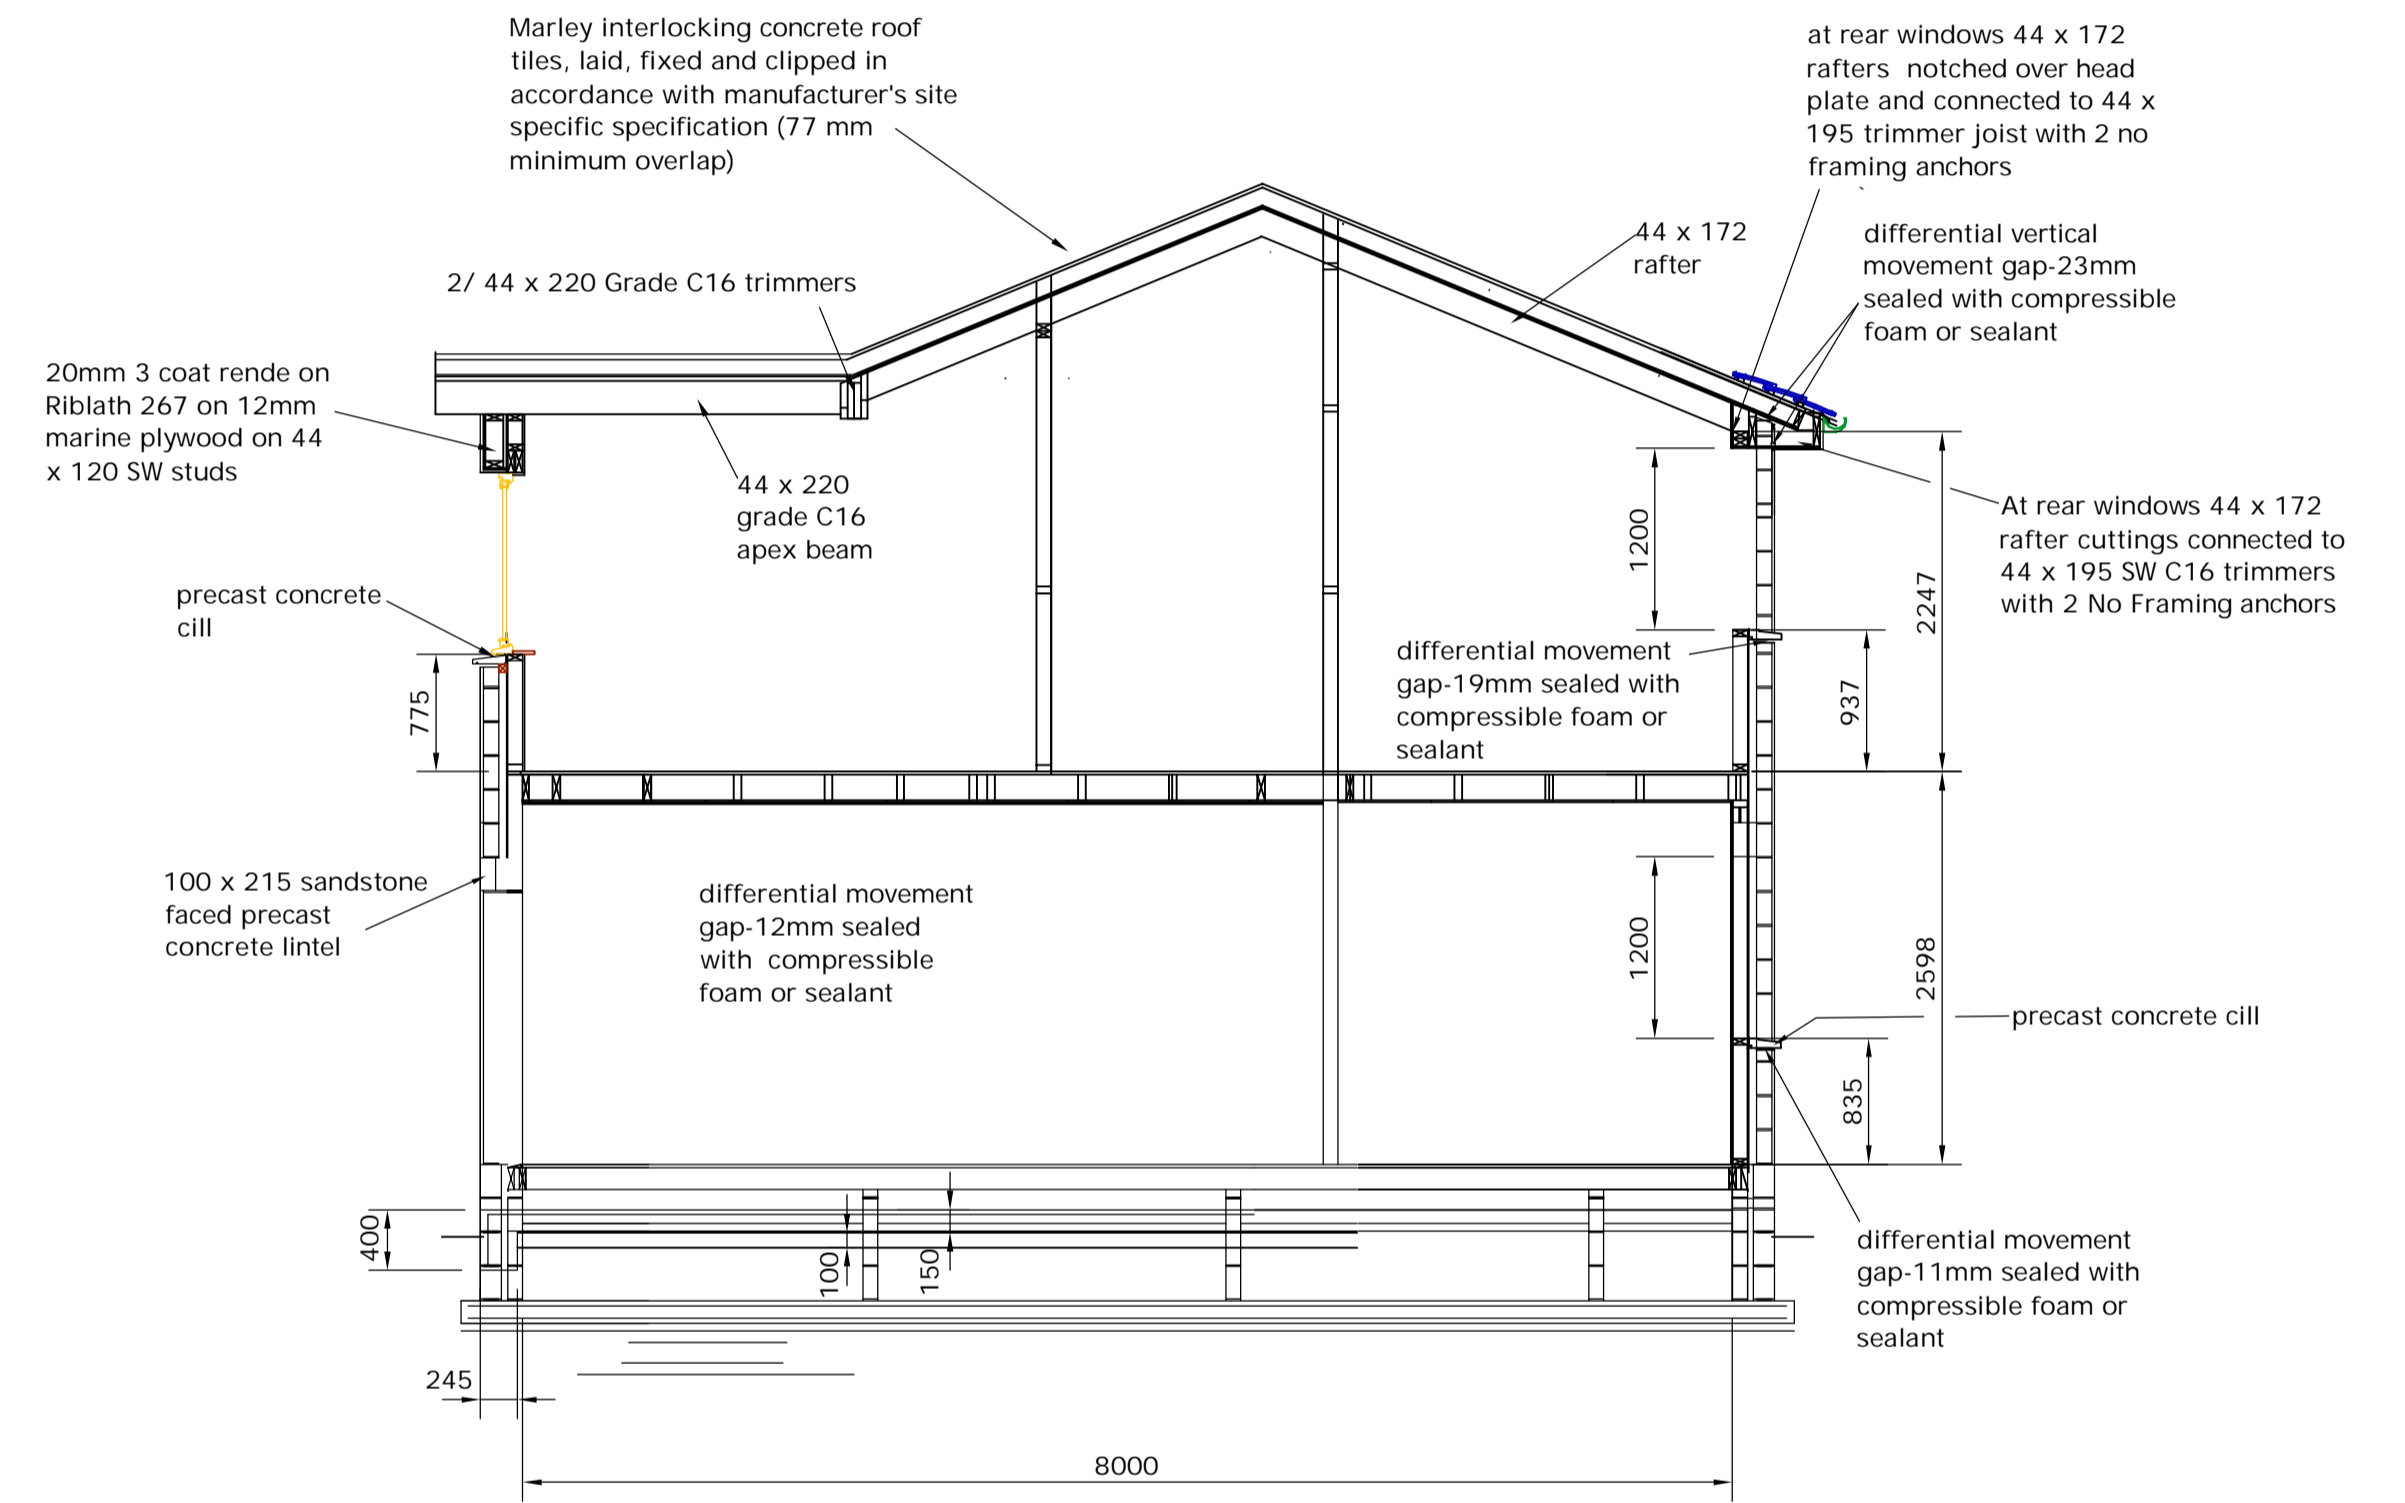 Marley interlocking concrete roof
tiles, laid, fixed and clipped in
accordance with manufacturer's site
specific specification (77 mm
minimum overlap)
at rear windows 44 x 172
rafters notched over head
plate and connected to 44 x
195 trimmer joist with 2 no
framing anchors
44 x 172
rafter
differential vertical
movement gap-23mm
sealed with compressible
foam or sealant
2/ 44 x 220 Grade C16 trimmers
20mm 3 coat rende on
Riblath 267 on 12mm
marine plywood on 44
x 120 SW studs
44 x 220
grade C16
apex beam
1200
2247
At rear windows 44 x 172
rafter cuttings connected to
44 x 195 SW C16 trimmers
with 2 No Framing anchors
precast concrete
cill
775
differential movement
gap-19mm sealed with
compressible foam or
sealant
937
100 x 215 sandstone
faced precast
concrete lintel
differential movement
gap-12mm sealed
with compressible
foam or sealant
1200
2598
precast concrete cill
835
400
100
150
differential movement
gap-11mm sealed with
compressible foam or
sealant
245
8000